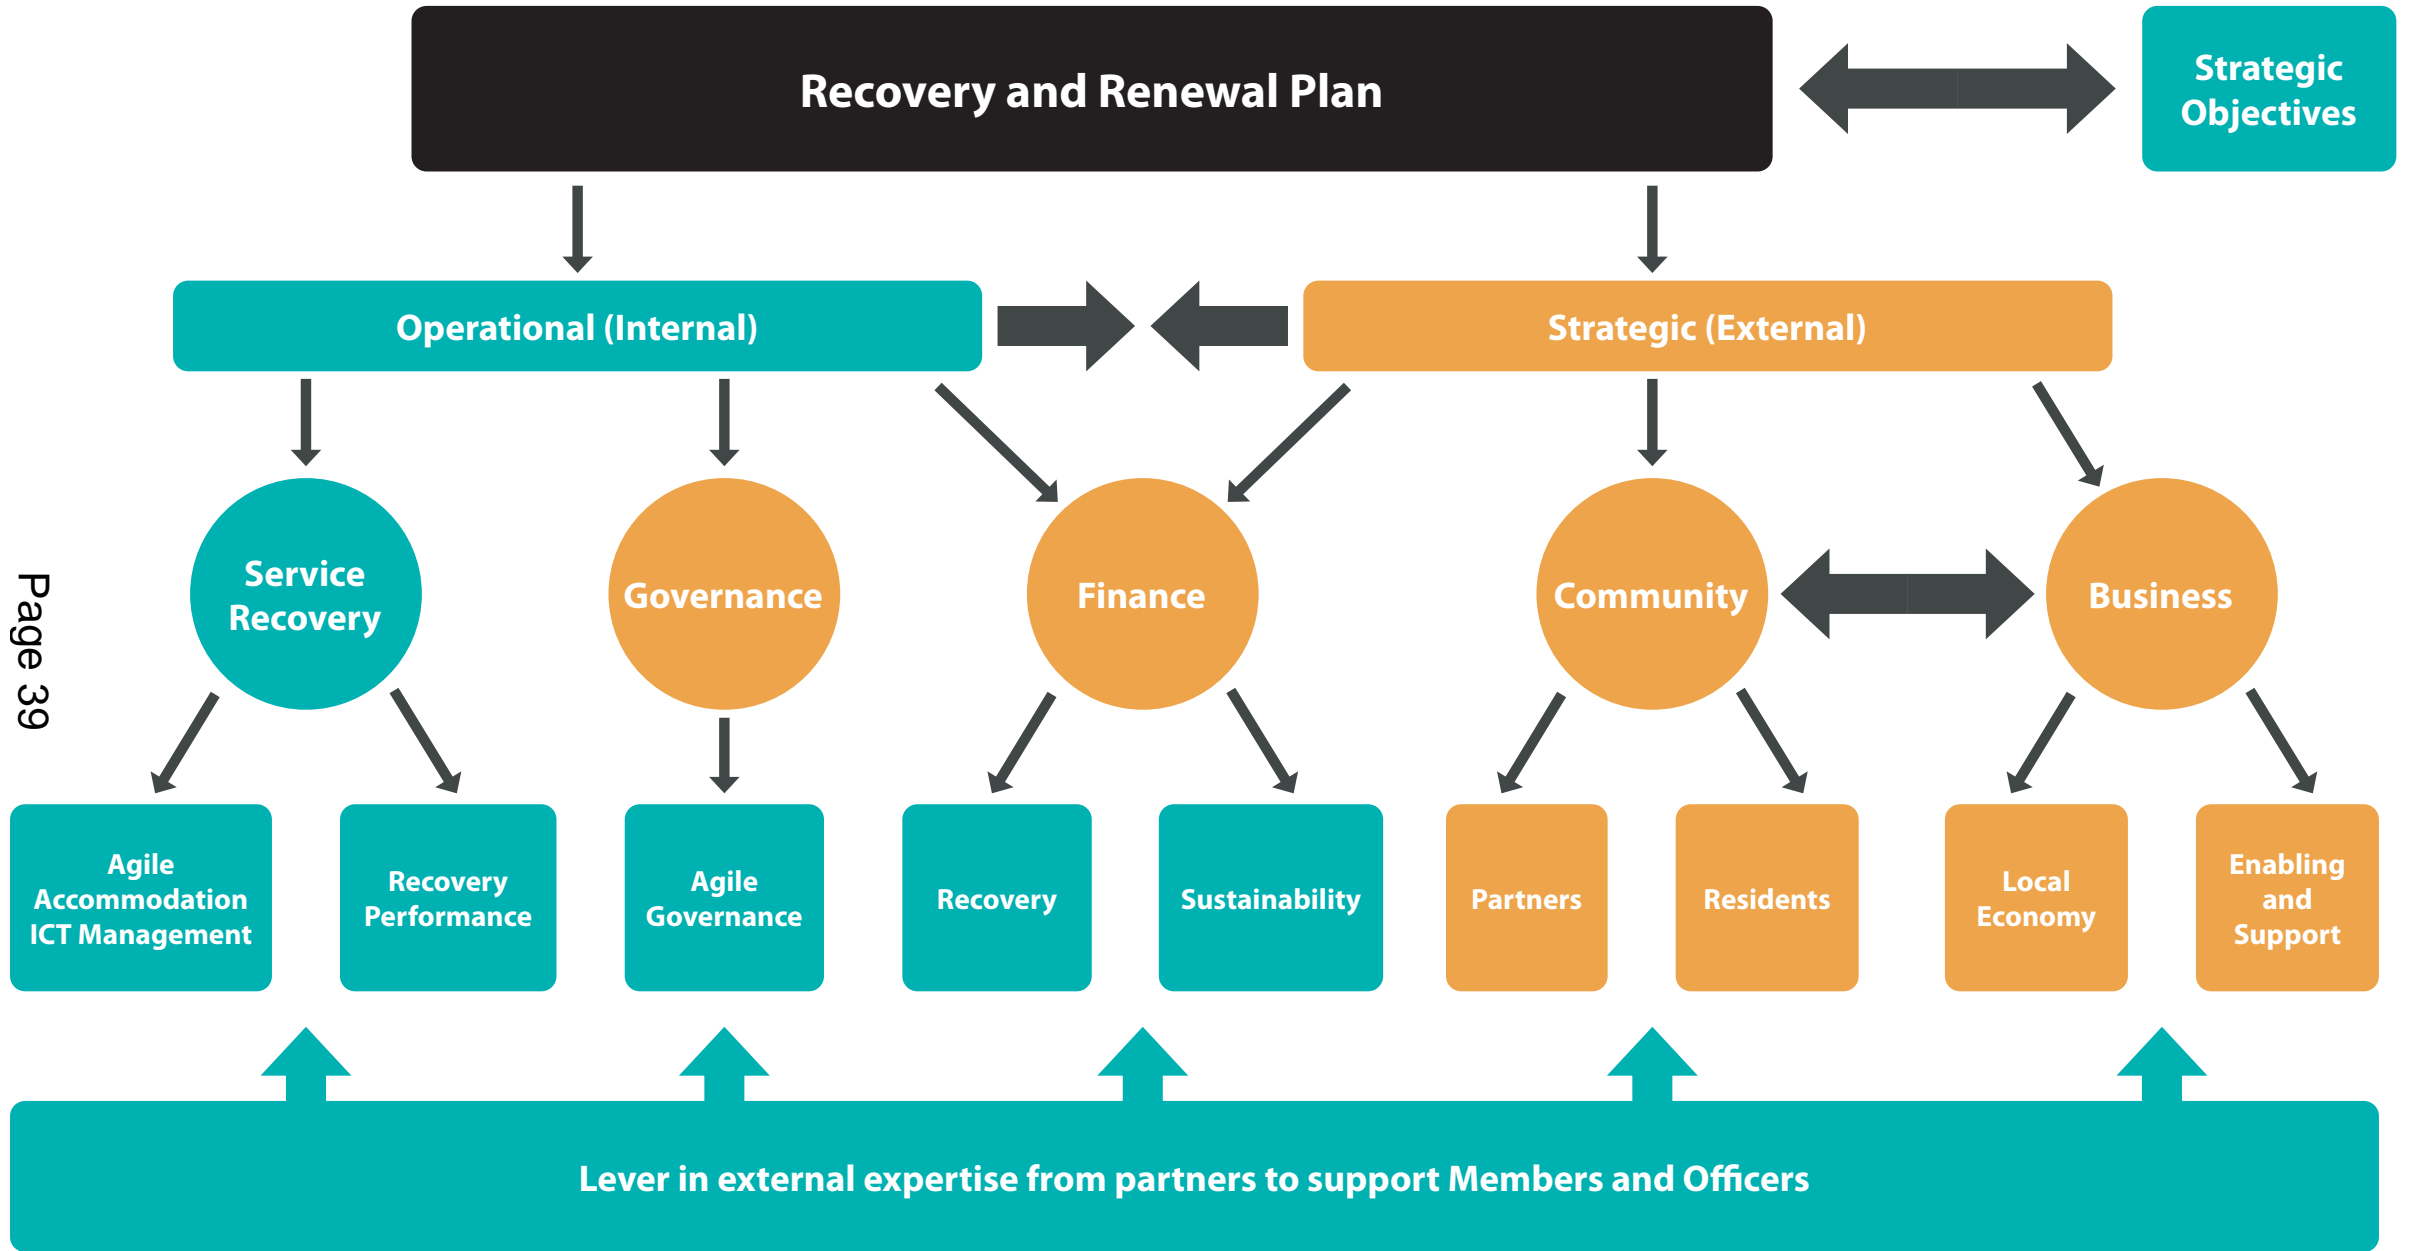 Recovery and Renewal Plan
Strategic
Objectives
Operational (Internal)
Strategic (External)
Service
Recovery
Governance
Finance
Community
Business
Page 39
Agile
Accommodation
ICT Management
Recovery
Performance
Agile
Governance
Recovery
Sustainability
Partners
Residents
Local
Economy
Enabling
and
Support
Lever in external expertise from partners to support Members and Officers